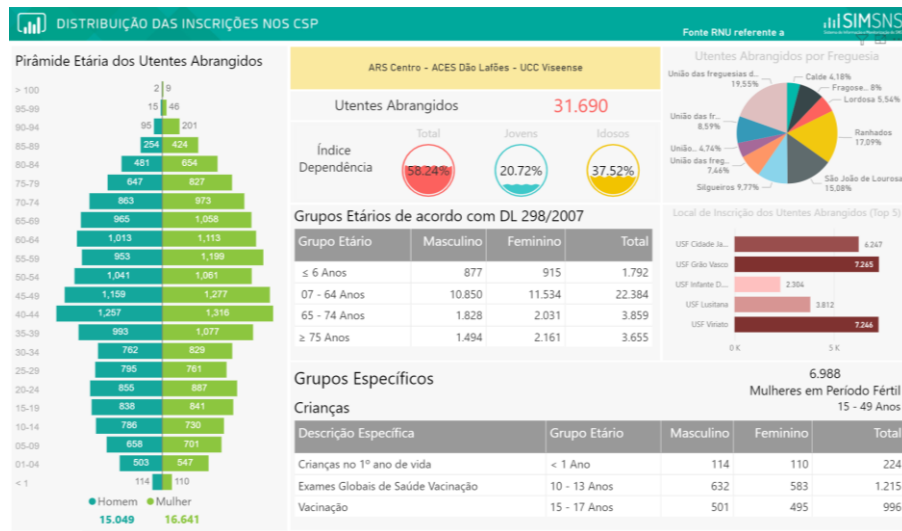 DISTRIBUIÇÃO DAS INSCRIÇÕES NOS CSP
Fonte RNU referente a
SIMSNS
Pirâmide Etária dos Utentes Abrangidos
> 100 2 9
95-99 15 46
90-94 95 201
85-89 254 424
80-84 481 654
75-79 647 827
70-74 863 973
65-69 965 1,058
60-64 1,013 1,113
55-59 953 1,199
50-54 1,041 1,061
45-49 1,159 1,277
40-44 1,257 1,316
35-39 993 1,077
30-34 762 829
25-29 795 761
20-24 855 887
15-19 838 841
10-14 786 730
05-09 658 701
01-04 503 547
< 1 114 110
Homem Mulher
15.049 16.641
ARS Centro - ACES Dão Lafões - UCC Viseense
Utentes Abrangidos 31.690
Índice
Dependência
Total Jovens Idosos
58.24% 20.72% 37.52%
Grupos Etários de acordo com DL 298/2007
Grupo Etário Masculino Feminino Total
≤ 6 Anos 877 915 1.792
07 - 64 Anos 10.850 11.534 22.384
65 - 74 Anos 1.828 2.031 3.859
≥ 75 Anos 1.494 2.161 3.655
Utentes Abrangidos por Freguesia
União das freguesias d...
19,55%
Calde 4,18%
Fragose.. 8%
Lordosa 5,54%
União das fr...
8,59%
Ranhados
17.09%
União.. 4,74%
União das freg...
7,46%
Silgueiros 9,77%
São João de Lourosa
15,08%
Local de Inscrição dos Utentes Abrangidos (Top 5)
USF Cidade Ja... 6.247
USF Grão Vasco 7.265
USF Infante D... 2.304
USF Lusitana 3.812
USF Viriato 7.246
0 K 5 K
Grupos Específicos
6.988
Mulheres em Período Fértil
15 - 49 Anos
Crianças
Descrição Específica Grupo Etário Masculino Feminino Total
Crianças no 1º ano de vida < 1 Ano 114 110 224
Exames Globais de Saúde Vacinação 10 - 13 Anos 632 583 1.215
Vacinação 15 - 17 Anos 501 495 996